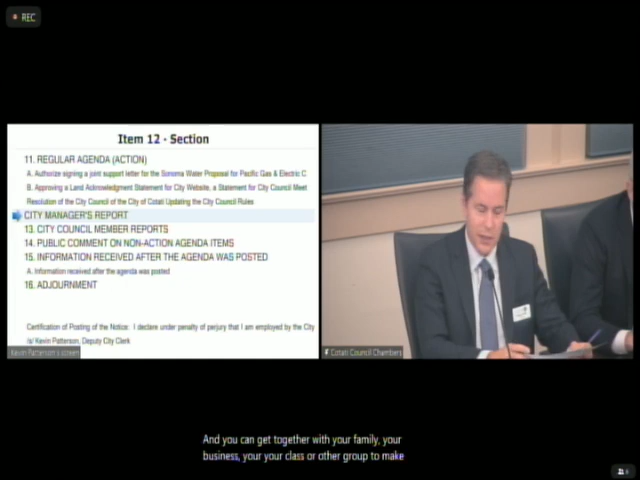 REC
Item 12 - Section
11. REGULAR AGENDA (ACTION)
A. Authorize signing a joint support letter for the Sonoma Water Proposal for Pacific Gas & Electric C
B. Approving a Land Acknowledgment Statement for City Website, a Statement for City Council Meet
Resolution of the City Council of the City of Cotati Updating the City Council Rules
CITY MANAGER'S REPORT
13. CITY COUNCIL MEMBER REPORTS
14. PUBLIC COMMENT ON NON-ACTION AGENDA ITEMS
15. INFORMATION RECEIVED AFTER THE AGENDA WAS POSTED
A. Information received after the agenda was posted
16. ADJOURNMENT
Certification of Posting of the Notice: I declare under penalty of perjury that I am employed by the City
/s/ Kevin Patterson, Deputy City Clerk
Kevin Patterson's screen
Cotati Council Chambers
And you can get together with your family, your
business, your your class or other group to make